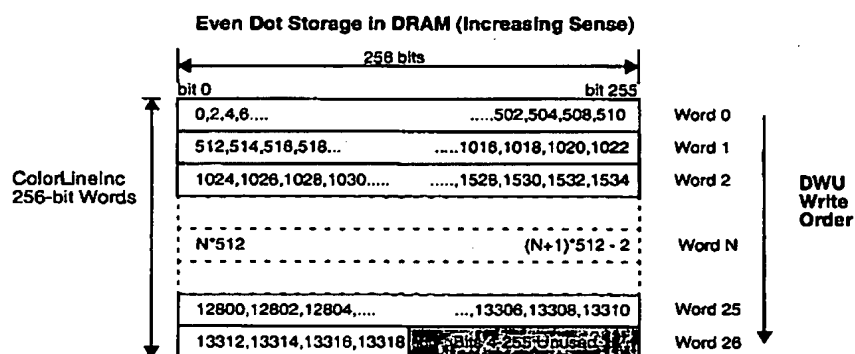 Even Dot Storage in DRAM (Increasing Sense)
256 bits
bit 0 bit 255
0,2,4,6.... .....502,504,508,510 Word 0
512,514,516,518... .....1016,1018,1020,1022 Word 1
1024,1026,1028,1030..... .....,1528,1530,1532,1534 Word 2
ColorLineInc
256-bit Words
DWU
Write
Order
N*512 (N+1)*512 - 2 Word N
12800,12802,12804,.... ...,13306,13308,13310 Word 25
13312,13314,13316,13318 Bits 4-255 Unused Word 26